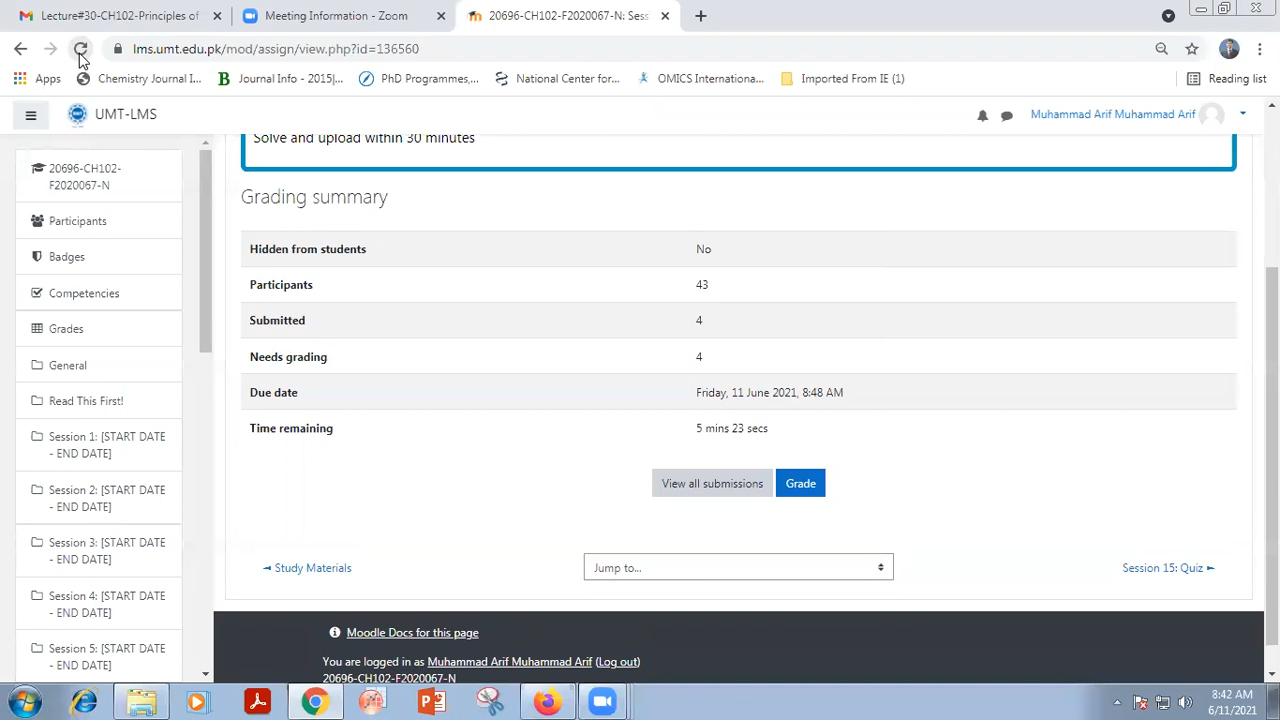 Lecture#30-CH102-Principles of
Meeting Information - Zoom
20696-CH102-F2020067-N: Sess
lms.umt.edu.pk/mod/assign/view.php?id=136560
Apps
Chemistry Journal I...
Journal Info - 2015|...
PhD Programmes,...
National Center for...
OMICS Internationa...
Imported From IE (1)
Reading list
UMT-LMS
Muhammad Arif Muhammad Arif
20696-CH102-
F2020067-N
Participants
Badges
Competencies
Grades
General
Read This First!
Session 1: [START DATE
- END DATE]
Session 2: [START DATE
- END DATE]
Session 3: [START DATE
- END DATE]
Session 4: [START DATE
- END DATE]
Session 5: [START DATE
- END DATE]
Solve and upload within 30 minutes
Grading summary
Hidden from students No
Participants 43
Submitted 4
Needs grading 4
Due date Friday, 11 June 2021, 8:48 AM
Time remaining 5 mins 23 secs
View all submissions Grade
◄ Study Materials
Jump to...
Session 15: Quiz ►
Moodle Docs for this page
You are logged in as Muhammad Arif Muhammad Arif (Log out)
20696-CH102-F2020067-N
8:42 AM
6/11/2021